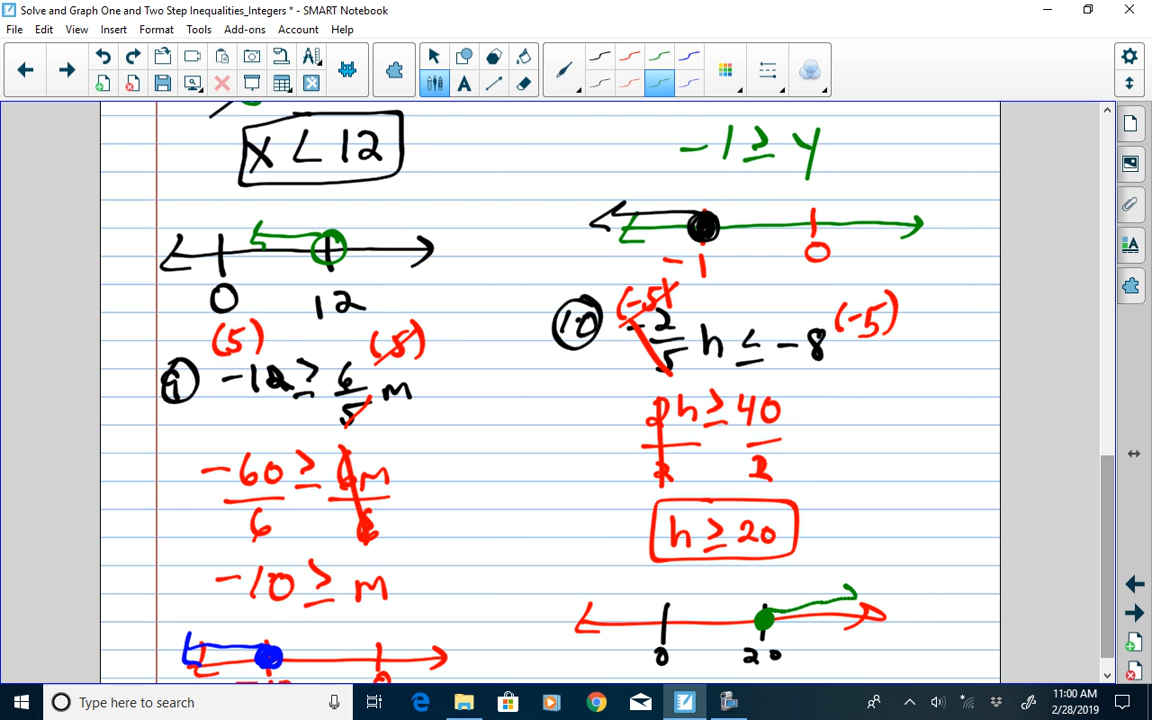 Solve and Graph One and Two Step Inequalities_Integers * - SMART Notebook
File Edit View Insert Format Tools Add-ons Account Help
x < 12
0 12
(5) (5)
9 -12 ≥ 6/5 m
-60 ≥ 6m
6 6
-10 ≥ m
-10 0
-1 ≥ y
-1 0
(-5) (-5)
10 -2/5 h ≤ -8
2h ≥ 40
2 2
h ≥ 20
0 20
Type here to search
11:00 AM
2/28/2019